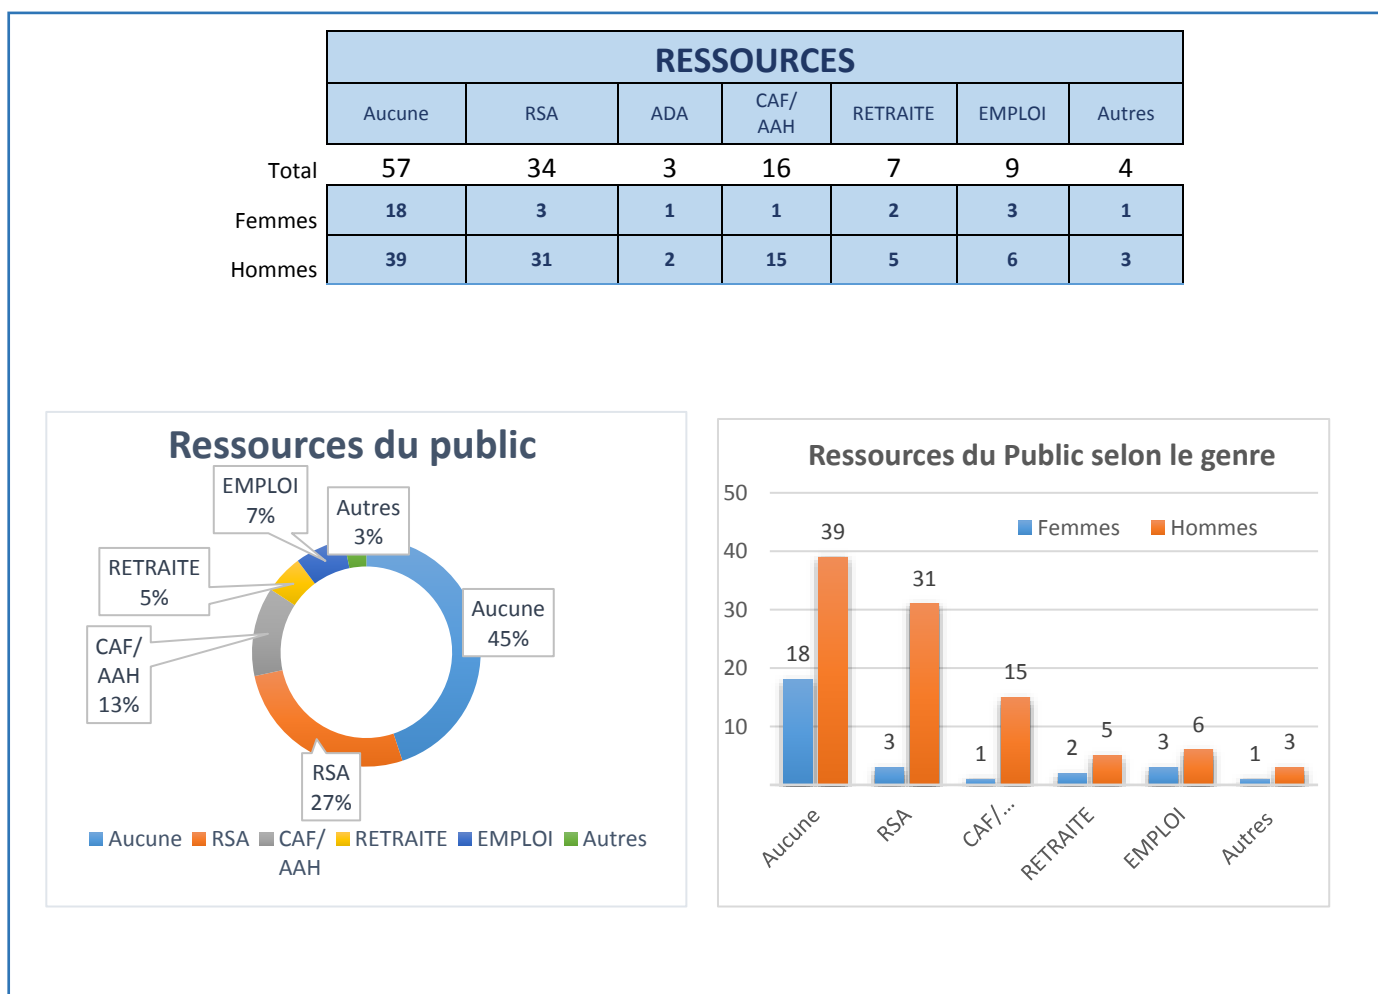 RESSOURCES
Aucune RSA ADA CAF/ AAH RETRAITE EMPLOI Autres
Total 57 34 3 16 7 9 4
Femmes 18 3 1 1 2 3 1
Hommes 39 31 2 15 5 6 3
Ressources du public
EMPLOI
7%
Autres
3%
RETRAITE
5%
Aucune
45%
CAF/
AAH
13%
RSA
27%
Aucune RSA CAF/ RETRAITE EMPLOI Autres
AAH
Ressources du Public selon le genre
50
Femmes Hommes
40
30
20
10
39
31
18
15
3
1
2
5
3
6
1
3
Aucune
RSA
CAF/...
RETRAITE
EMPLOI
Autres